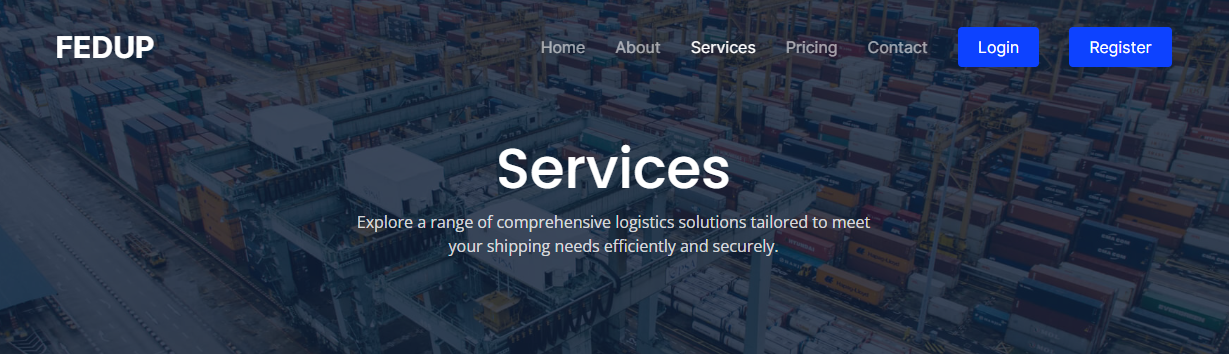 FEDUP
Home About Services Pricing Contact Login Register
Services
Explore a range of comprehensive logistics solutions tailored to meet
your shipping needs efficiently and securely.